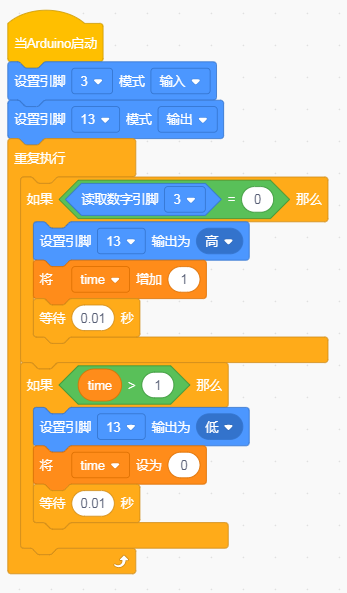 当Arduino启动
设置引脚 3 模式 输入
设置引脚 13 模式 输出
重复执行
如果 读取数字引脚 3 = 0 那么
设置引脚 13 输出为 高
将 time 增加 1
等待 0.01 秒
如果 time > 1 那么
设置引脚 13 输出为 低
将 time 设为 0
等待 0.01 秒